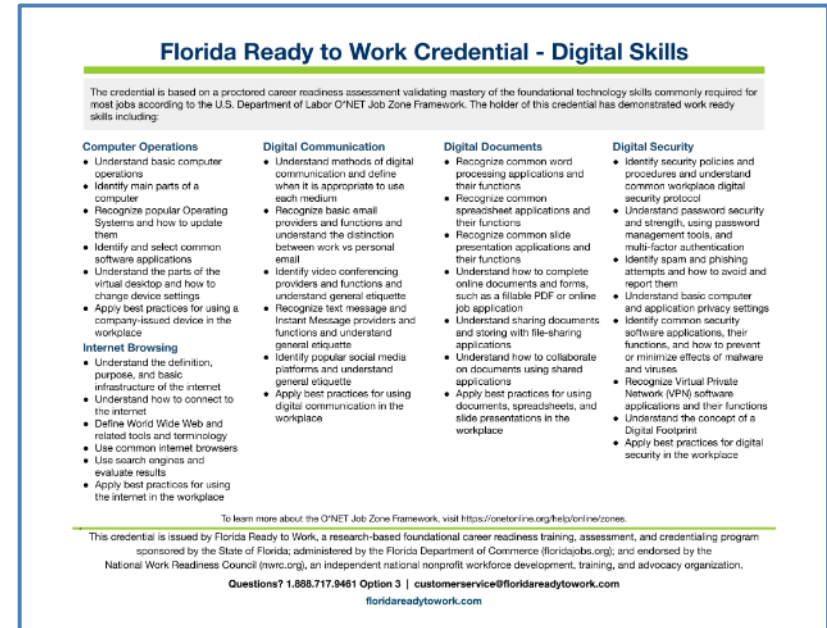 Florida Ready to Work Credential - Digital Skills
The credential is based on a proctored career readiness assessment validating mastery of the foundational technology skills commonly required for
most jobs according to the U.S. Department of Labor O*NET Job Zone Framework. The holder of this credential has demonstrated work ready
skills including:
Computer Operations
• Understand basic computer
operations
• Identify main parts of a
computer
• Recognize popular Operating
Systems and how to update
them
• Identify and select common
software applications
• Understand the parts of the
virtual desktop and how to
change device settings
• Apply best practices for using a
company-issued device in the
workplace
Internet Browsing
• Understand the definition,
purpose, and basic
infrastructure of the internet
• Understand how to connect to
the internet
• Define World Wide Web and
related tools and terminology
• Use common internet browsers
• Use search engines and
evaluate results
• Apply best practices for using
the internet in the workplace
Digital Communication
• Understand methods of digital
communication and define
when it is appropriate to use
each medium
• Recognize basic email
providers and functions and
understand the distinction
between work vs personal
email
• Identify video conferencing
providers and functions and
understand general etiquette
• Recognize text message and
Instant Message providers and
functions and understand
general etiquette
• Identify popular social media
platforms and understand
general etiquette
• Apply best practices for using
digital communication in the
workplace
Digital Documents
• Recognize common word
processing applications and
their functions
• Recognize common
spreadsheet applications and
their functions
• Recognize common slide
presentation applications and
their functions
• Understand how to complete
online documents and forms,
such as a fillable PDF or online
job application
• Understand sharing documents
and storing with file-sharing
applications
• Understand how to collaborate
on documents using shared
applications
• Apply best practices for using
documents, spreadsheets, and
slide presentations in the
workplace
Digital Security
• Identify security policies and
procedures and understand
common workplace digital
security protocol
• Understand password security
and strength, using password
management tools, and
multi-factor authentication
• Identify spam and phishing
attempts and how to avoid and
report them
• Understand basic computer
and application privacy settings
• Identify common security
software applications, their
functions, and how to prevent
or minimize effects of malware
and viruses
• Recognize Virtual Private
Network (VPN) software
applications and their functions
• Understand the concept of a
Digital Footprint
• Apply best practices for digital
security in the workplace
To learn more about the O*NET Job Zone Framework, visit https://onetonline.org/help/online/zones.
This credential is issued by Florida Ready to Work, a research-based foundational career readiness training, assessment, and credentialing program
sponsored by the State of Florida; administered by the Florida Department of Commerce (floridajobs.org); and endorsed by the
National Work Readiness Council (nwrc.org), an independent national nonprofit workforce development, training, and advocacy organization.
Questions? 1.888.717.9461 Option 3 | customerservice@floridareadytowork.com
floridareadytowork.com